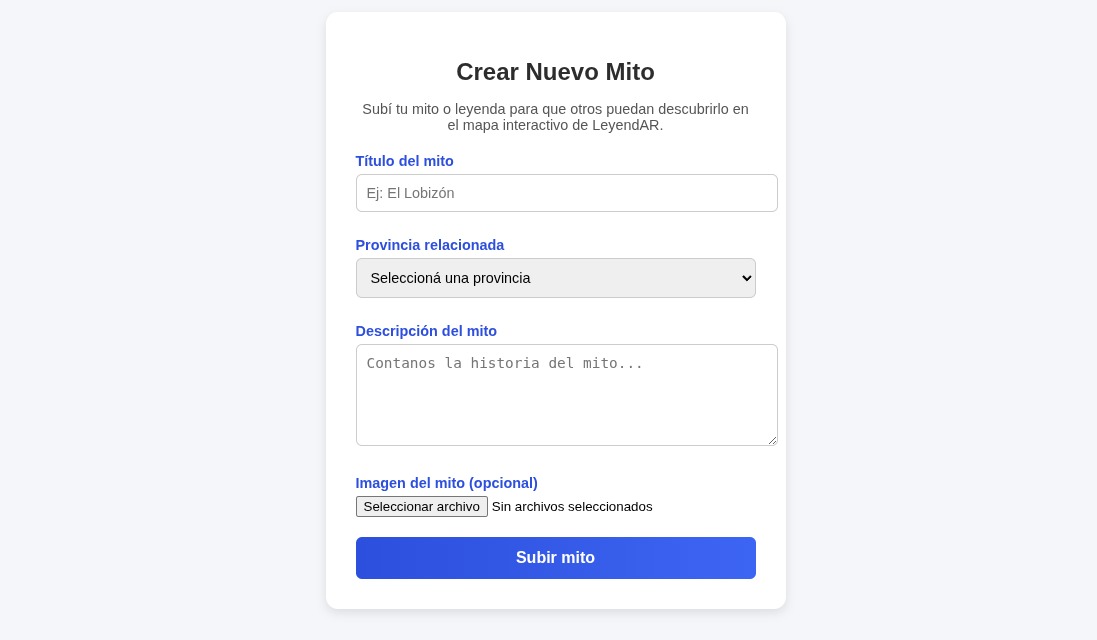 Crear Nuevo Mito
Subí tu mito o leyenda para que otros puedan descubrirlo en
el mapa interactivo de LeyendAR.
Título del mito
Ej: El Lobizón
Provincia relacionada
Seleccioná una provincia
Descripción del mito
Contanos la historia del mito...
Imagen del mito (opcional)
Seleccionar archivo Sin archivos seleccionados
Subir mito